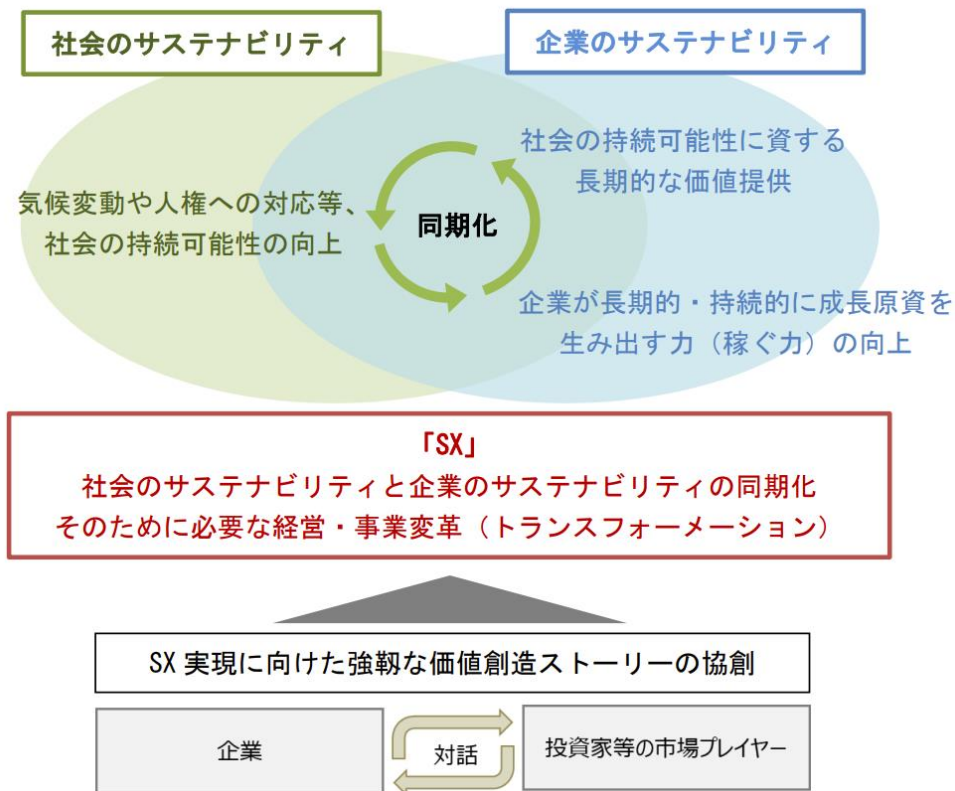 社会のサステナビリティ
企業のサステナビリティ
社会の持続可能性に資する
長期的な価値提供
気候変動や人権への対応等、
社会の持続可能性の向上
同期化
企業が長期的・持続的に成長原資を
生み出す力（稼ぐ力）の向上
「SX」
社会のサステナビリティと企業のサステナビリティの同期化
そのために必要な経営・事業変革（トランスフォーメーション）
SX 実現に向けた強靱な価値創造ストーリーの協創
企業
対話
投資家等の市場プレイヤー